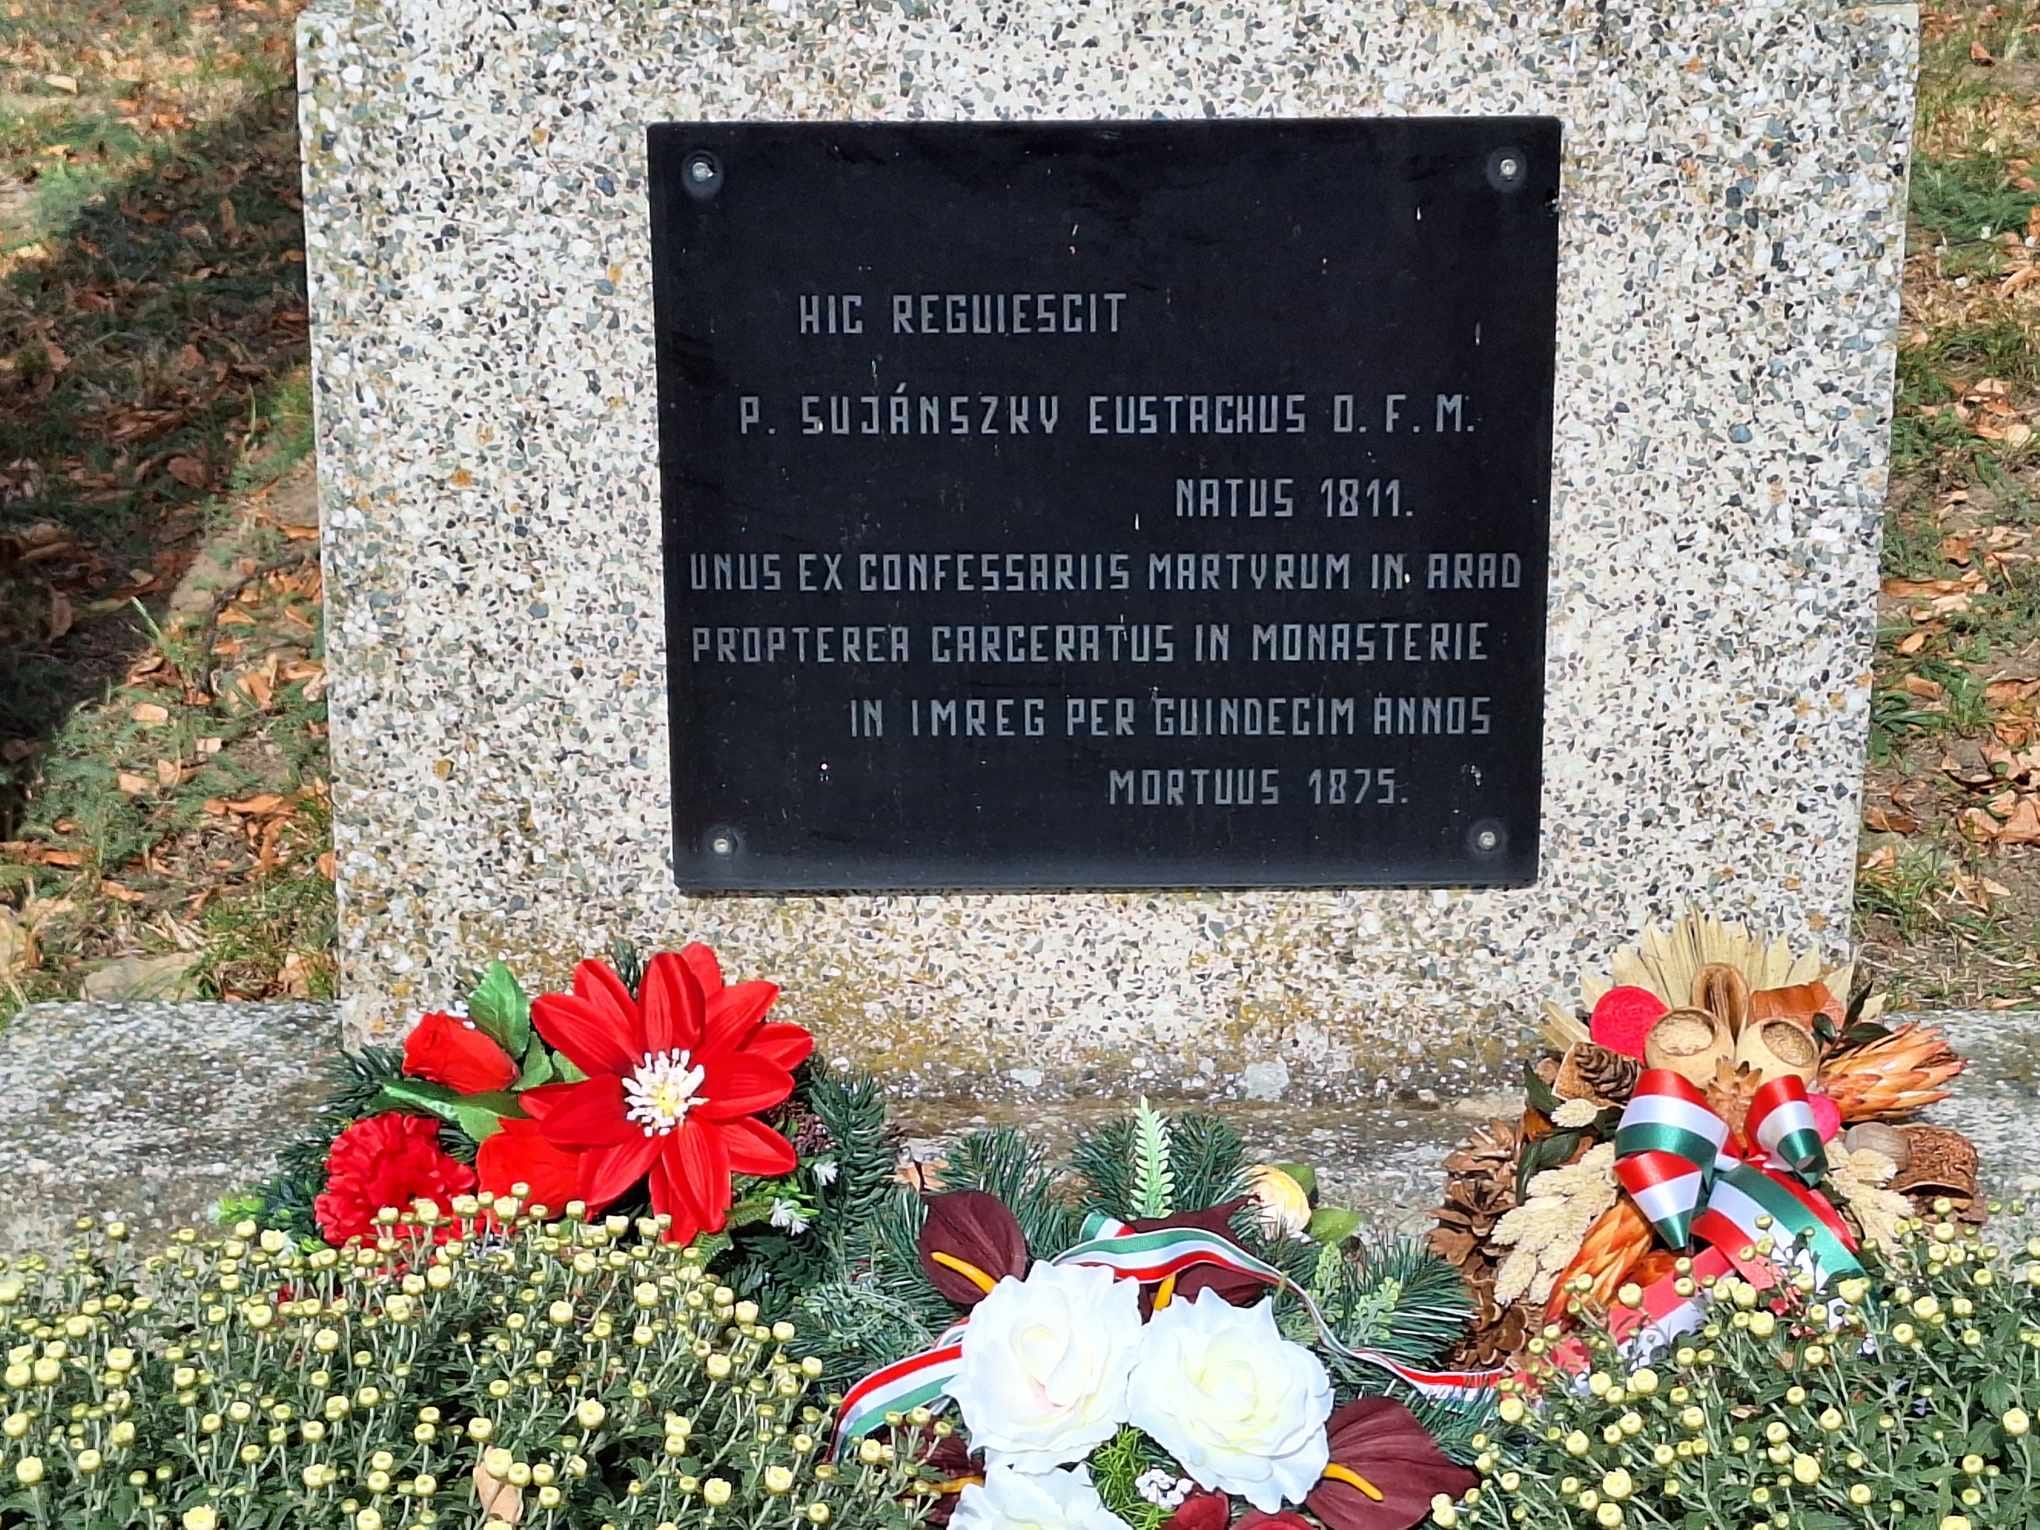 HIC REGUIESCIT
P. SUJÁNSZKY EUSTACHUS O.F.M.
NATUS 1811.
UNUS EX CONFESSARIIS MARTYRUM IN ARAD
PROPTEREA CARCERATUS IN MONASTERIE
IN IMREG PER GUINDECIM ANNOS
MORTUUS 1875.